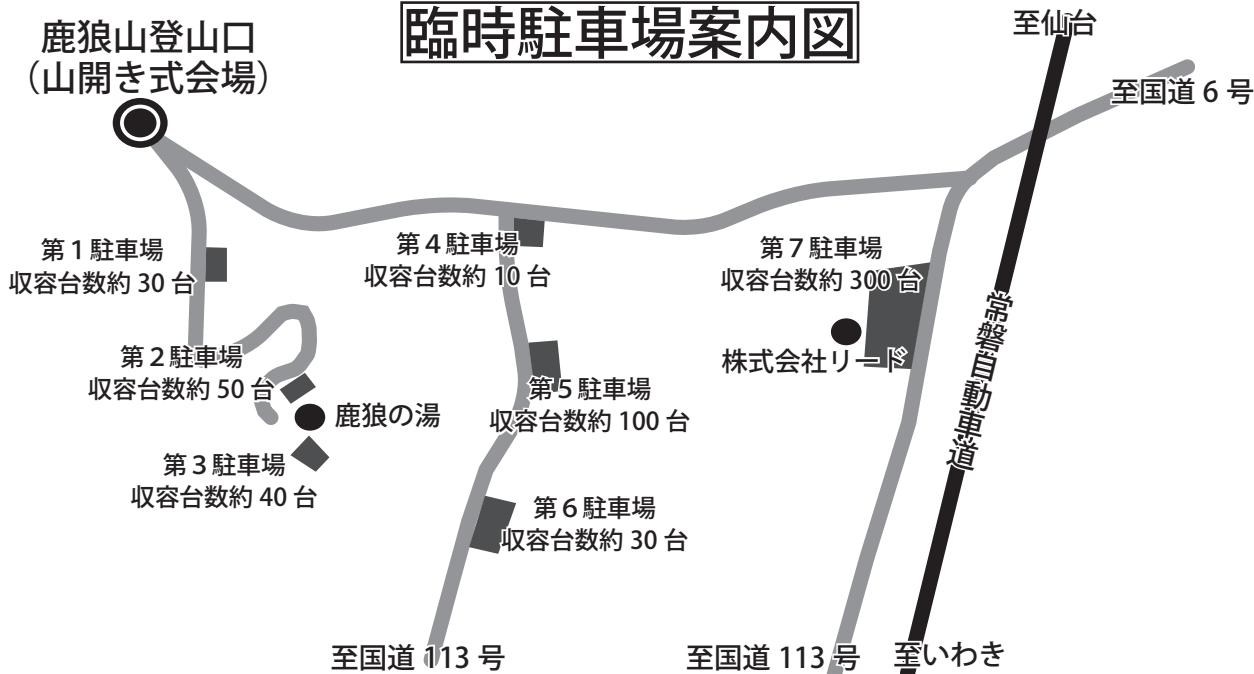 臨時駐車場案内図
鹿狼山登山口
（山開き式会場）
至仙台
至国道 6 号
第１駐車場
収容台数約 30 台
第４駐車場
収容台数約 10 台
第７駐車場
収容台数約 300 台
常磐自動車道
第２駐車場
収容台数約 50 台
株式会社リード
鹿狼の湯
第５駐車場
収容台数約 100 台
第３駐車場
収容台数約 40 台
第６駐車場
収容台数約 30 台
至国道 113 号
至国道 113 号
至いわき